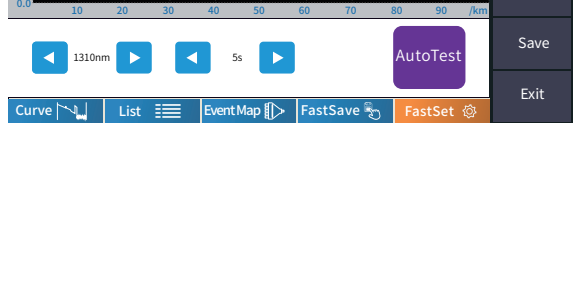 0.0
10 20 30 40 50 60 70 80 90 /km
1310nm 5s AutoTest
Save
Exit
Curve List EventMap FastSave FastSet